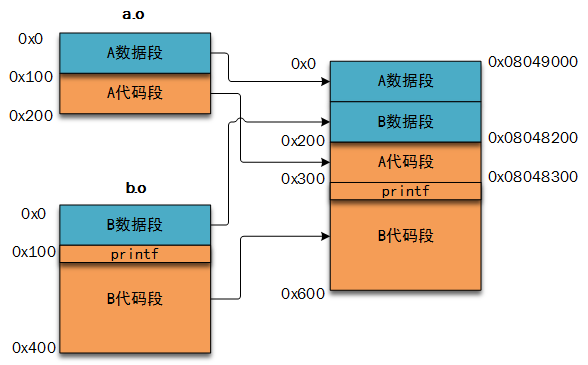 a.o
0x0
A数据段
0x100
A代码段
0x200
b.o
0x0
B数据段
0x100
printf
B代码段
0x400
0x0
0x08049000
A数据段
B数据段
0x200
0x08048200
A代码段
0x300
0x08048300
printf
B代码段
0x600